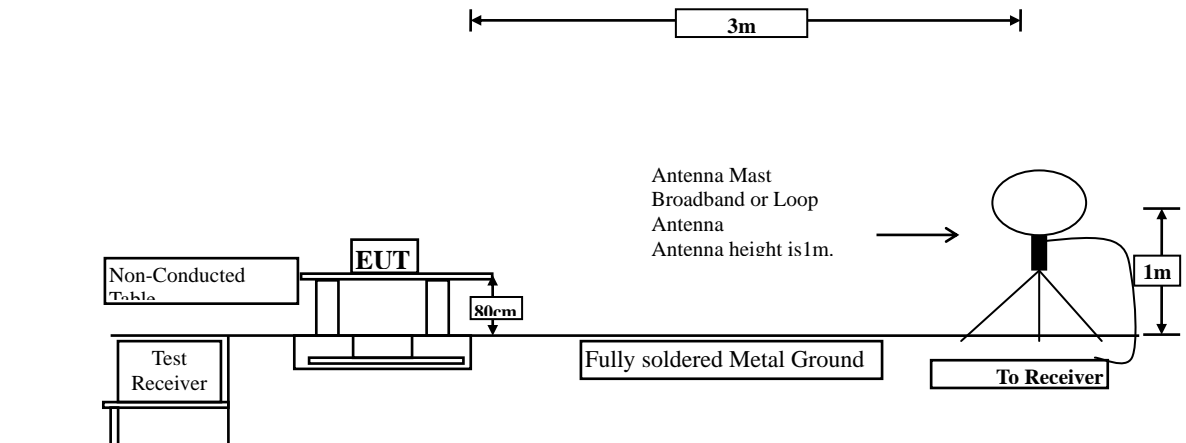 3m
Antenna Mast
Broadband or Loop
Antenna
Antenna height is1m.
EUT
Non-Conducted
Table
80cm
1m
Test
Receiver
Fully soldered Metal Ground
To Receiver